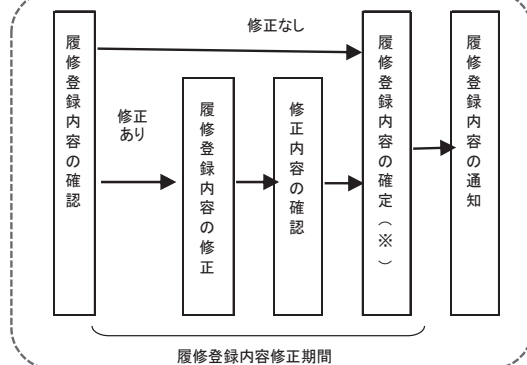 修正なし
履修登録内容の確認
修正
あり
履修登録内容の修正
修正内容の確認
履修登録内容の確定(※)
履修登録内容の通知
履修登録内容修正期間